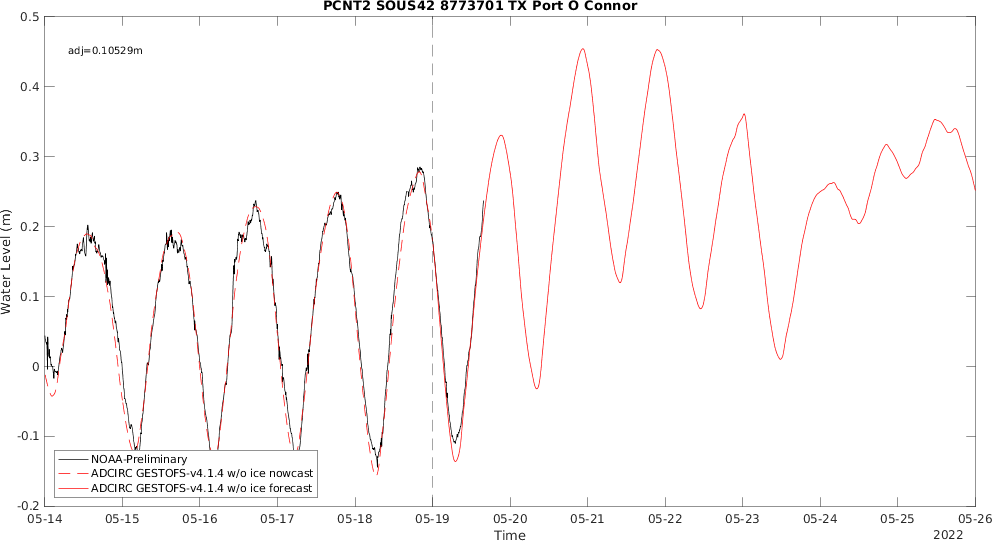 PCNT2 SOUS42 8773701 TX Port O Connor
adj=0.10529m
0.5
0.4
0.3
0.2
0.1
0
-0.1
-0.2
Water Level (m)
NOAA-Preliminary
ADCIRC GESTOFS-v4.1.4 w/o ice nowcast
ADCIRC GESTOFS-v4.1.4 w/o ice forecast
05-14 05-15 05-16 05-17 05-18 05-19 05-20 05-21 05-22 05-23 05-24 05-25 05-26
Time
2022